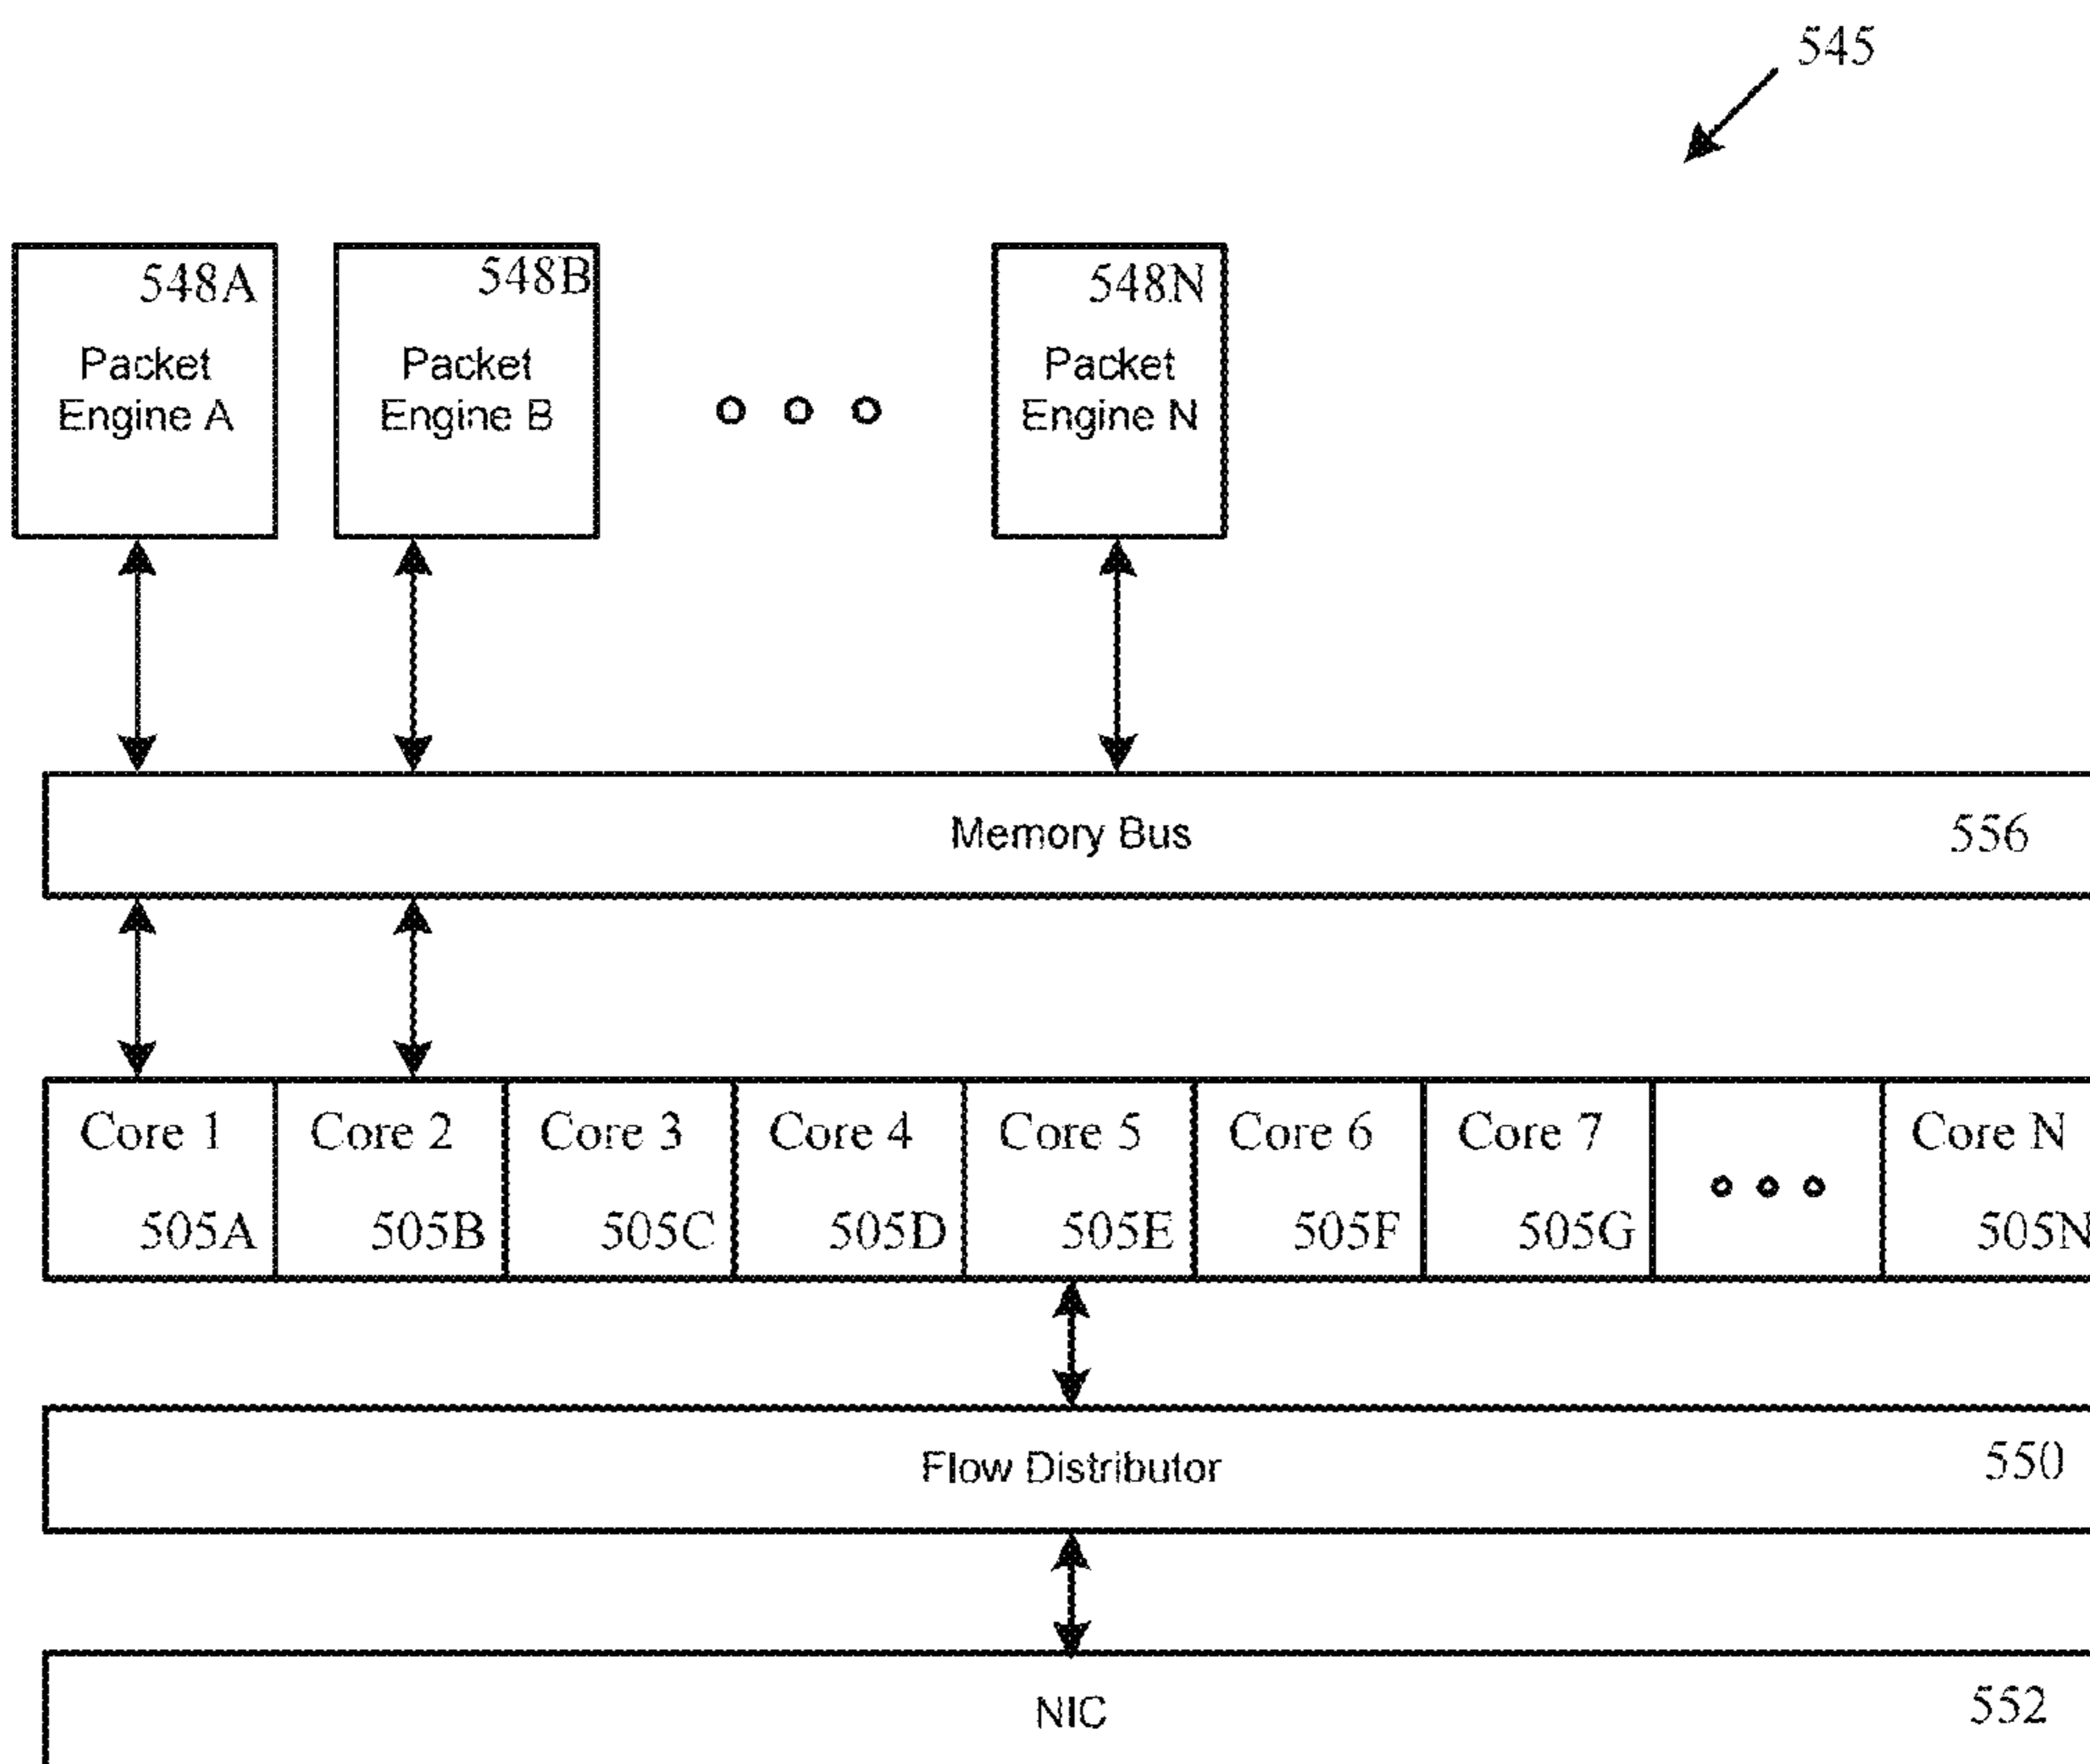 545
548A
Packet
Engine A
548B
Packet
Engine B
548N
Packet
Engine N
Memory Bus
556
Core 1
505A
Core 2
505B
Core 3
505C
Core 4
505D
Core 5
505E
Core 6
505F
Core 7
505G
Core N
505N
Flow Distributor
550
NIC
552